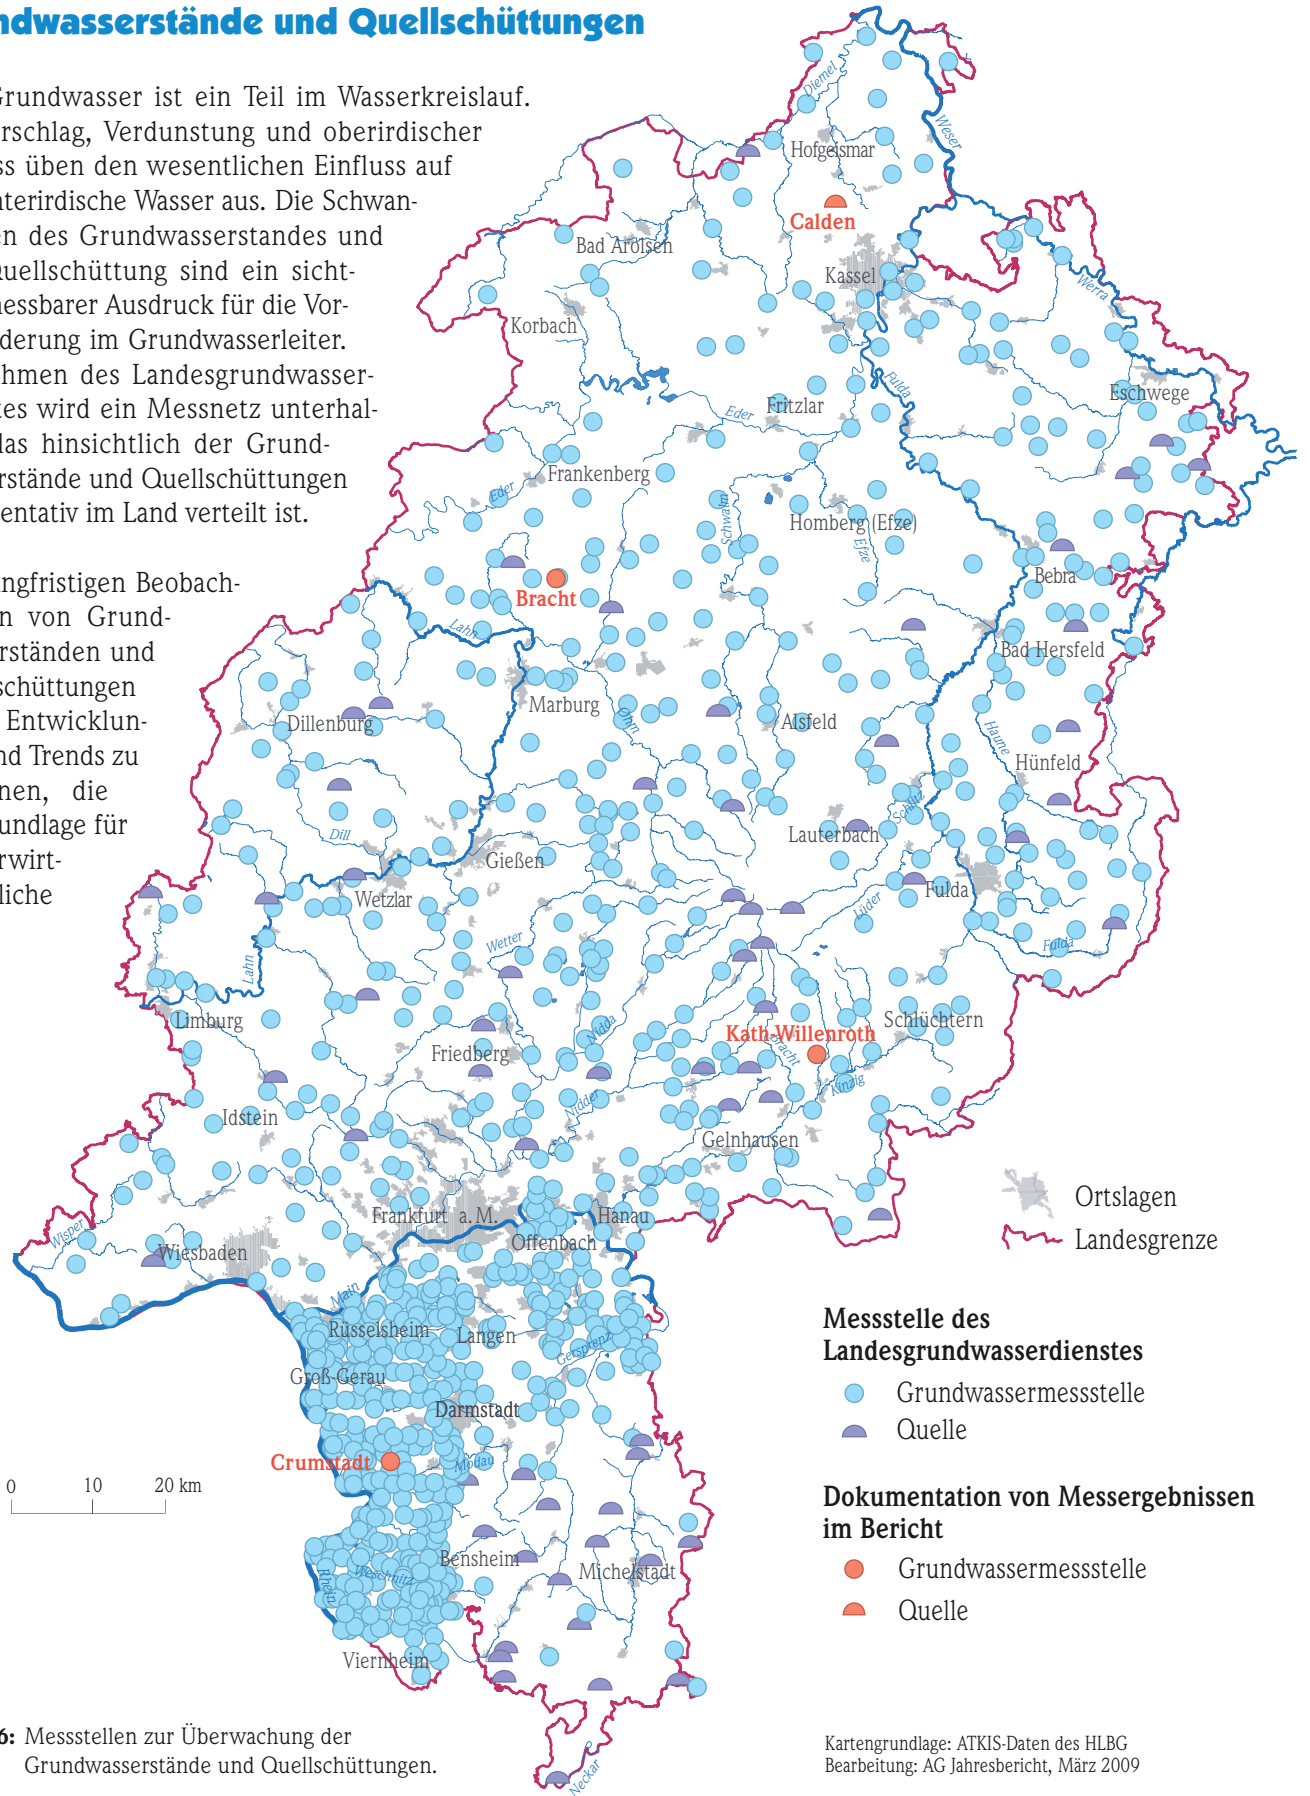 ndwasserstände und Quellschüttungen
Grundwasser ist ein Teil im Wasserkreislauf.
erschlag, Verdunstung und oberirdischer
ss üben den wesentlichen Einfluss auf
nterirdische Wasser aus. Die Schwan-
en des Grundwasserstandes und
Quellschüttung sind ein sicht-
messbarer Ausdruck für die Vor-
derung im Grundwasserleiter.
hmen des Landesgrundwasser-
tes wird ein Messnetz unterhal-
das hinsichtlich der Grund-
rstände und Quellschüttungen
entativ im Land verteilt ist.
ngfristigen Beobach-
n von Grund-
rständen und
schüttungen
Entwicklun-
nd Trends zu
nen, die
undlage für
rwirt-
liche
Diemel
Weser
Hofgeismar
Calden
Bad Arolsen
Kassel
Werra
Korbach
Eschwege
Fulda
Eder
Fritzlar
Frankenberg
Eder
Schwalm
Homberg (Efze)
Efze
Bebra
Bracht
Lahn
Bad Hersfeld
Marburg
Dillenburg
Ohm
Alsfeld
Haune
Hünfeld
Schlitz
Lauterbach
Dill
Gießen
Wetzlar
Fulda
Lüder
Wetter
Fulda
Lahn
Limburg
Nidda
Kath-Willenroth
Schlüchtern
Friedberg
Bracht
Kinzig
Nidder
Idstein
Gelnhausen
Frankfurt a. M.
Hanau
Wisper
Wiesbaden
Offenbach
Main
Rüsselsheim
Langen
Gersprenz
Groß-Gerau
Darmstadt
Crumstadt
Modau
Bensheim
Michelstadt
Weschnitz
Rhein
Viernheim
Neckar
Ortslagen
Landesgrenze
Messstelle des
Landesgrundwasserdienstes
Grundwassermessstelle
Quelle
Dokumentation von Messergebnissen
im Bericht
Grundwassermessstelle
Quelle
0 10 20 km
6: Messstellen zur Überwachung der
Grundwasserstände und Quellschüttungen.
Kartengrundlage: ATKIS-Daten des HLBG
Bearbeitung: AG Jahresbericht, März 2009